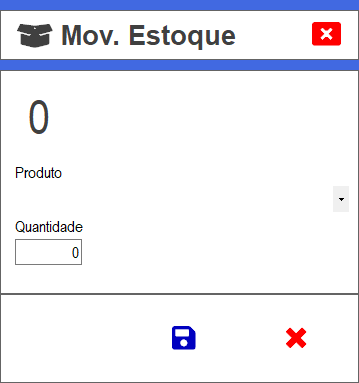 Mov. Estoque
0
Produto
Quantidade
0